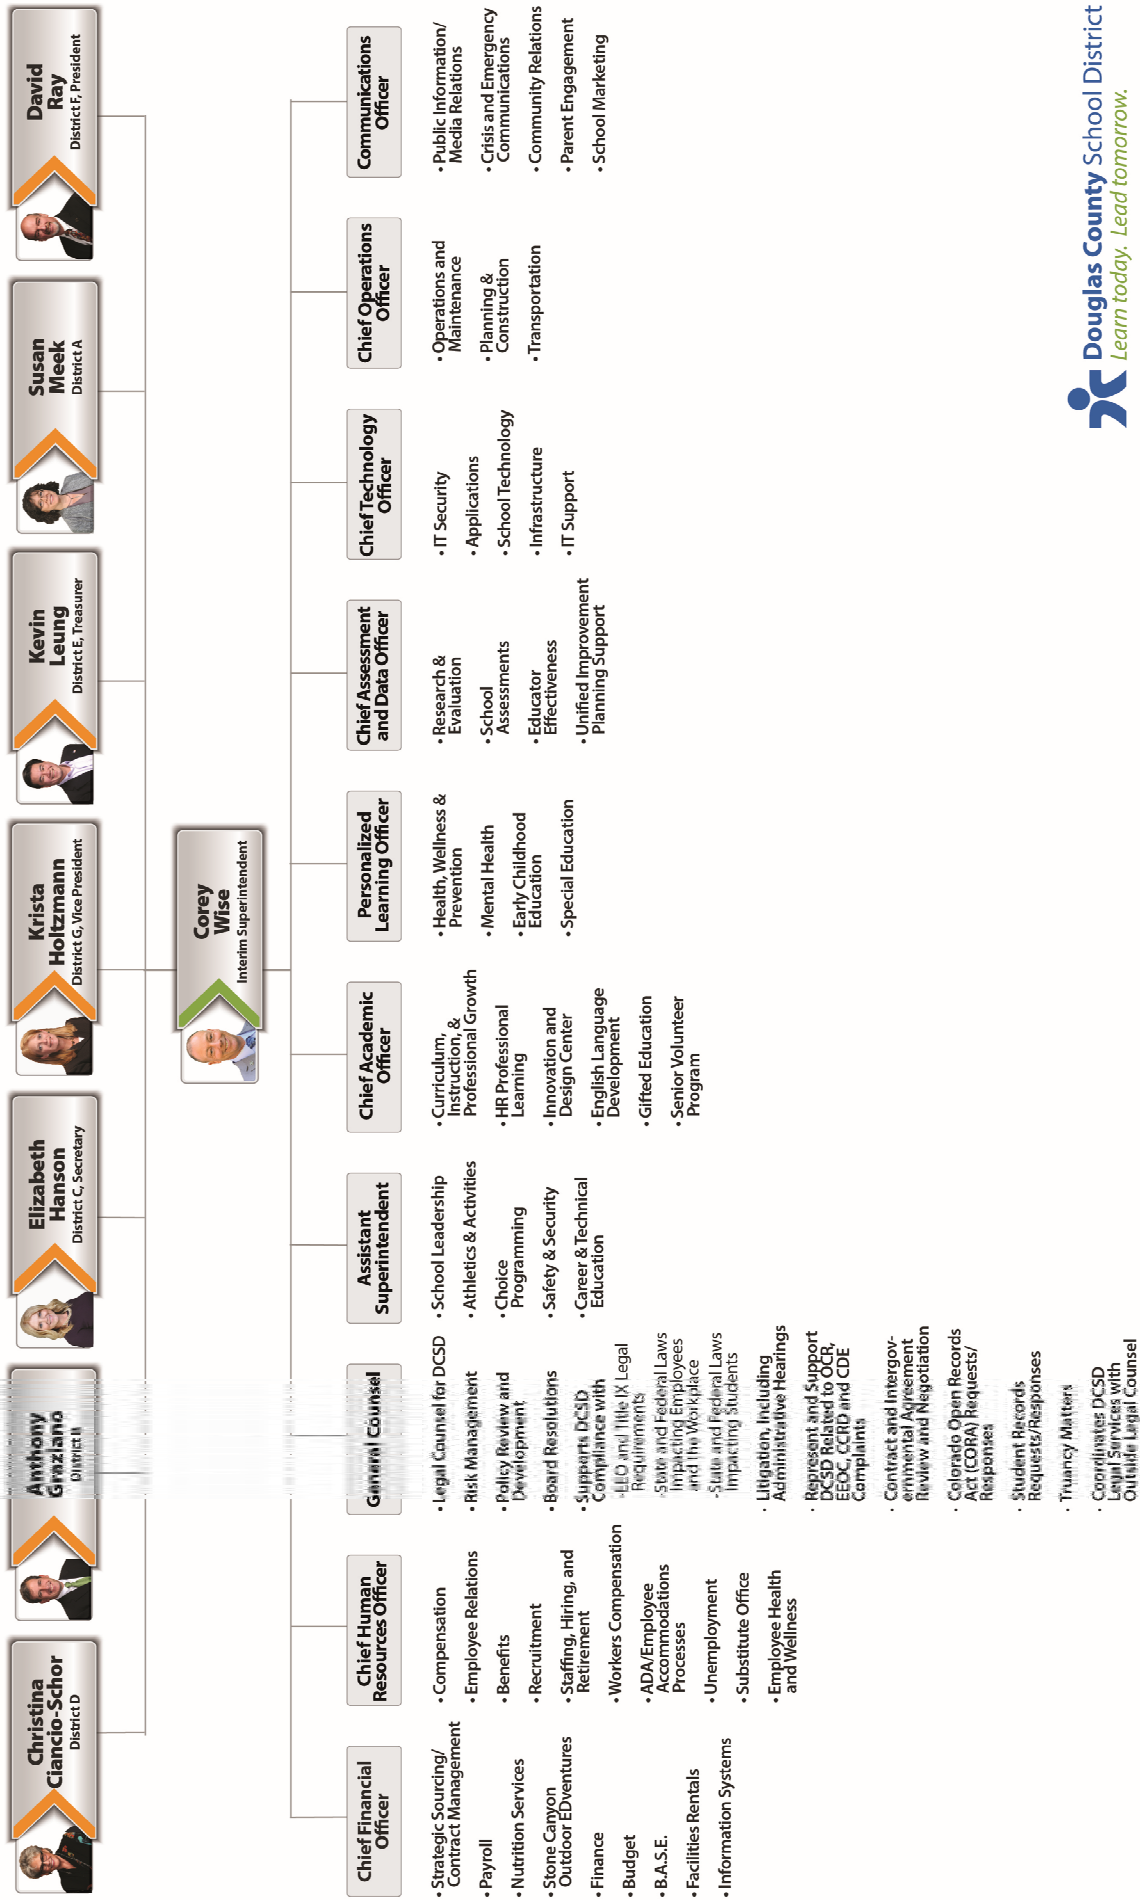 Christina
Ciancio-Schor
District D
Anthony
Graziano
District B
Elizabeth
Hanson
District C, Secretary
Krista
Holtzmann
District G, Vice President
Kevin
Leung
District E, Treasurer
Susan
Meek
District A
David
Ray
District F, President
Corey
Wise
Interim Superintendent
Chief Financial
Officer
• Strategic Sourcing/
Contract Management
• Payroll
• Nutrition Services
• Stone Canyon
Outdoor EDventures
• Finance
• Budget
• B.A.S.E.
• Facilities Rentals
• Information Systems
Chief Human
Resources Officer
• Compensation
• Employee Relations
• Benefits
• Recruitment
• Staffing, Hiring, and
Retirement
• Workers Compensation
• ADA/Employee
Accommodations
Processes
• Unemployment
• Substitute Office
• Employee Health
and Wellness
General Counsel
• Legal Counsel for DCSD
• Risk Management
• Policy Review and
Development
• Board Resolutions
• Supports DCSD
Compliance with
-EEO and Title IX Legal
Requirements
-State and Federal Laws
Impacting Employees
and the Workplace
-State and Federal Laws
Impacting Students
• Litigation, Including
Administrative Hearings
• Represent and Support
DCSD Related to OCR,
EEOC, CCRD and CDE
Complaints
• Contract and Intergov-
ernmental Agreement
Review and Negotiation
• Colorado Open Records
Act (CORA) Requests/
Responses
• Student Records
Requests/Responses
• Truancy Matters
• Coordinates DCSD
Legal Services with
Outside Legal Counsel
Assistant
Superintendent
• School Leadership
• Athletics & Activities
• Choice
Programming
• Safety & Security
• Career & Technical
Education
Chief Academic
Officer
• Curriculum,
Instruction, &
Professional Growth
• HR Professional
Learning
• Innovation and
Design Center
• English Language
Development
• Gifted Education
• Senior Volunteer
Program
Personalized
Learning Officer
• Health, Wellness &
Prevention
• Mental Health
• Early Childhood
Education
• Special Education
Chief Assessment
and Data Officer
• Research &
Evaluation
• School
Assessments
• Educator
Effectiveness
• Unified Improvement
Planning Support
Chief Technology
Officer
• IT Security
• Applications
• School Technology
• Infrastructure
• IT Support
Chief Operations
Officer
• Operations and
Maintenance
• Planning &
Construction
• Transportation
Communications
Officer
• Public Information/
Media Relations
• Crisis and Emergency
Communications
• Community Relations
• Parent Engagement
• School Marketing
Douglas County School District
Learn today. Lead tomorrow.